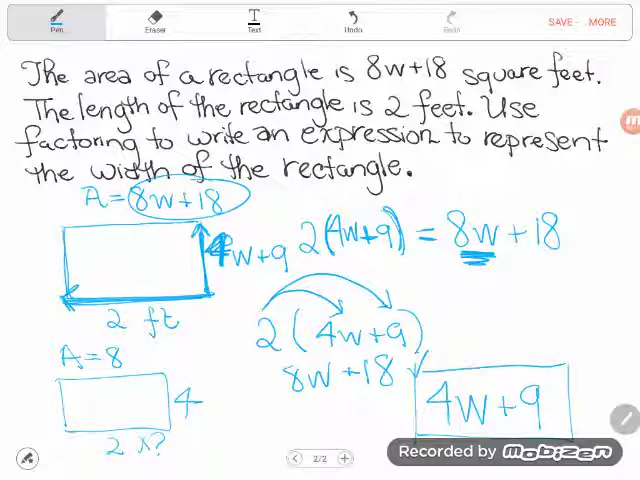 Pen
Eraser
Text
Undo
Redo
SAVE
MORE
The area of a rectangle is 8w+18 square feet.
The length of the rectangle is 2 feet. Use
factoring to write an expression to represent
the width of the rectangle.
A=8w+18
4w+9
2(4w+9) = 8w+18
2 ft
2(4w+9)
8w+18 ✓
A=8
4
2 x?
4w+9
2/2
Recorded by
mobizen